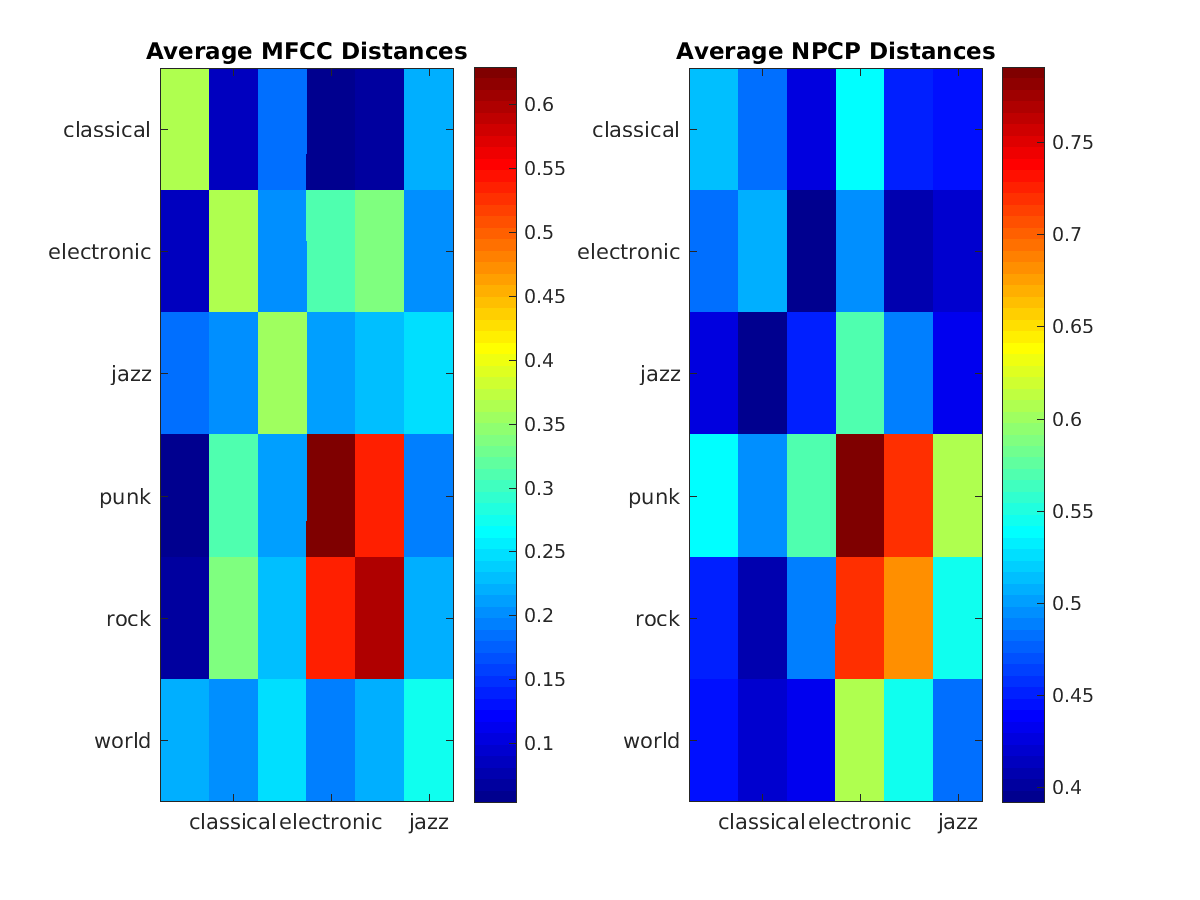 Average MFCC Distances
classical
electronic
jazz
punk
rock
world
classical electronic jazz
0.6
0.55
0.5
0.45
0.4
0.35
0.3
0.25
0.2
0.15
0.1
Average NPCP Distances
classical
electronic
jazz
punk
rock
world
classical electronic jazz
0.75
0.7
0.65
0.6
0.55
0.5
0.45
0.4